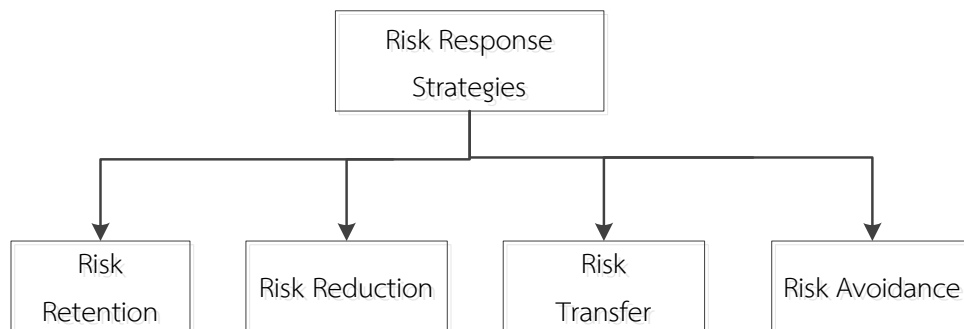 Risk Response
Strategies
Risk
Retention
Risk Reduction
Risk
Transfer
Risk Avoidance